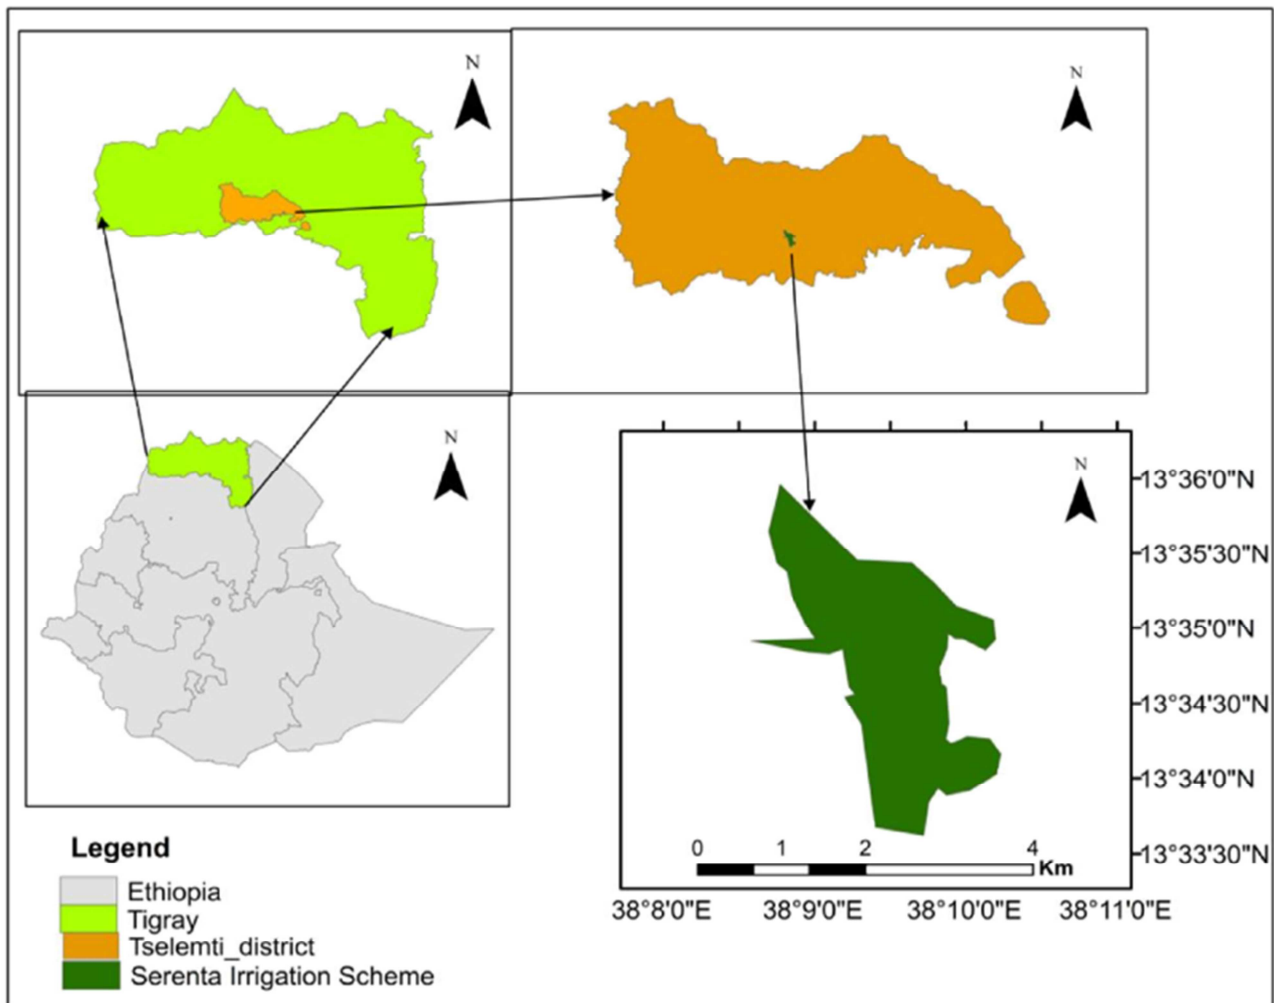 N
N
N
N
13°36'0"N
13°35'30"N
13°35'0"N
13°34'30"N
13°34'0"N
13°33'30"N
0 1 2 4
Km
38°8'0"E 38°9'0"E 38°10'0"E 38°11'0"E
Legend
Ethiopia
Tigray
Tselemti_district
Serenta Irrigation Scheme